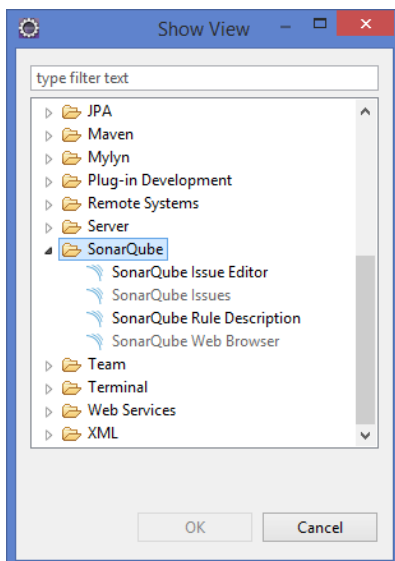 Show View
type filter text
JPA
Maven
Mylyn
Plug-in Development
Remote Systems
Server
SonarQube
SonarQube Issue Editor
SonarQube Issues
SonarQube Rule Description
SonarQube Web Browser
Team
Terminal
Web Services
XML
OK Cancel